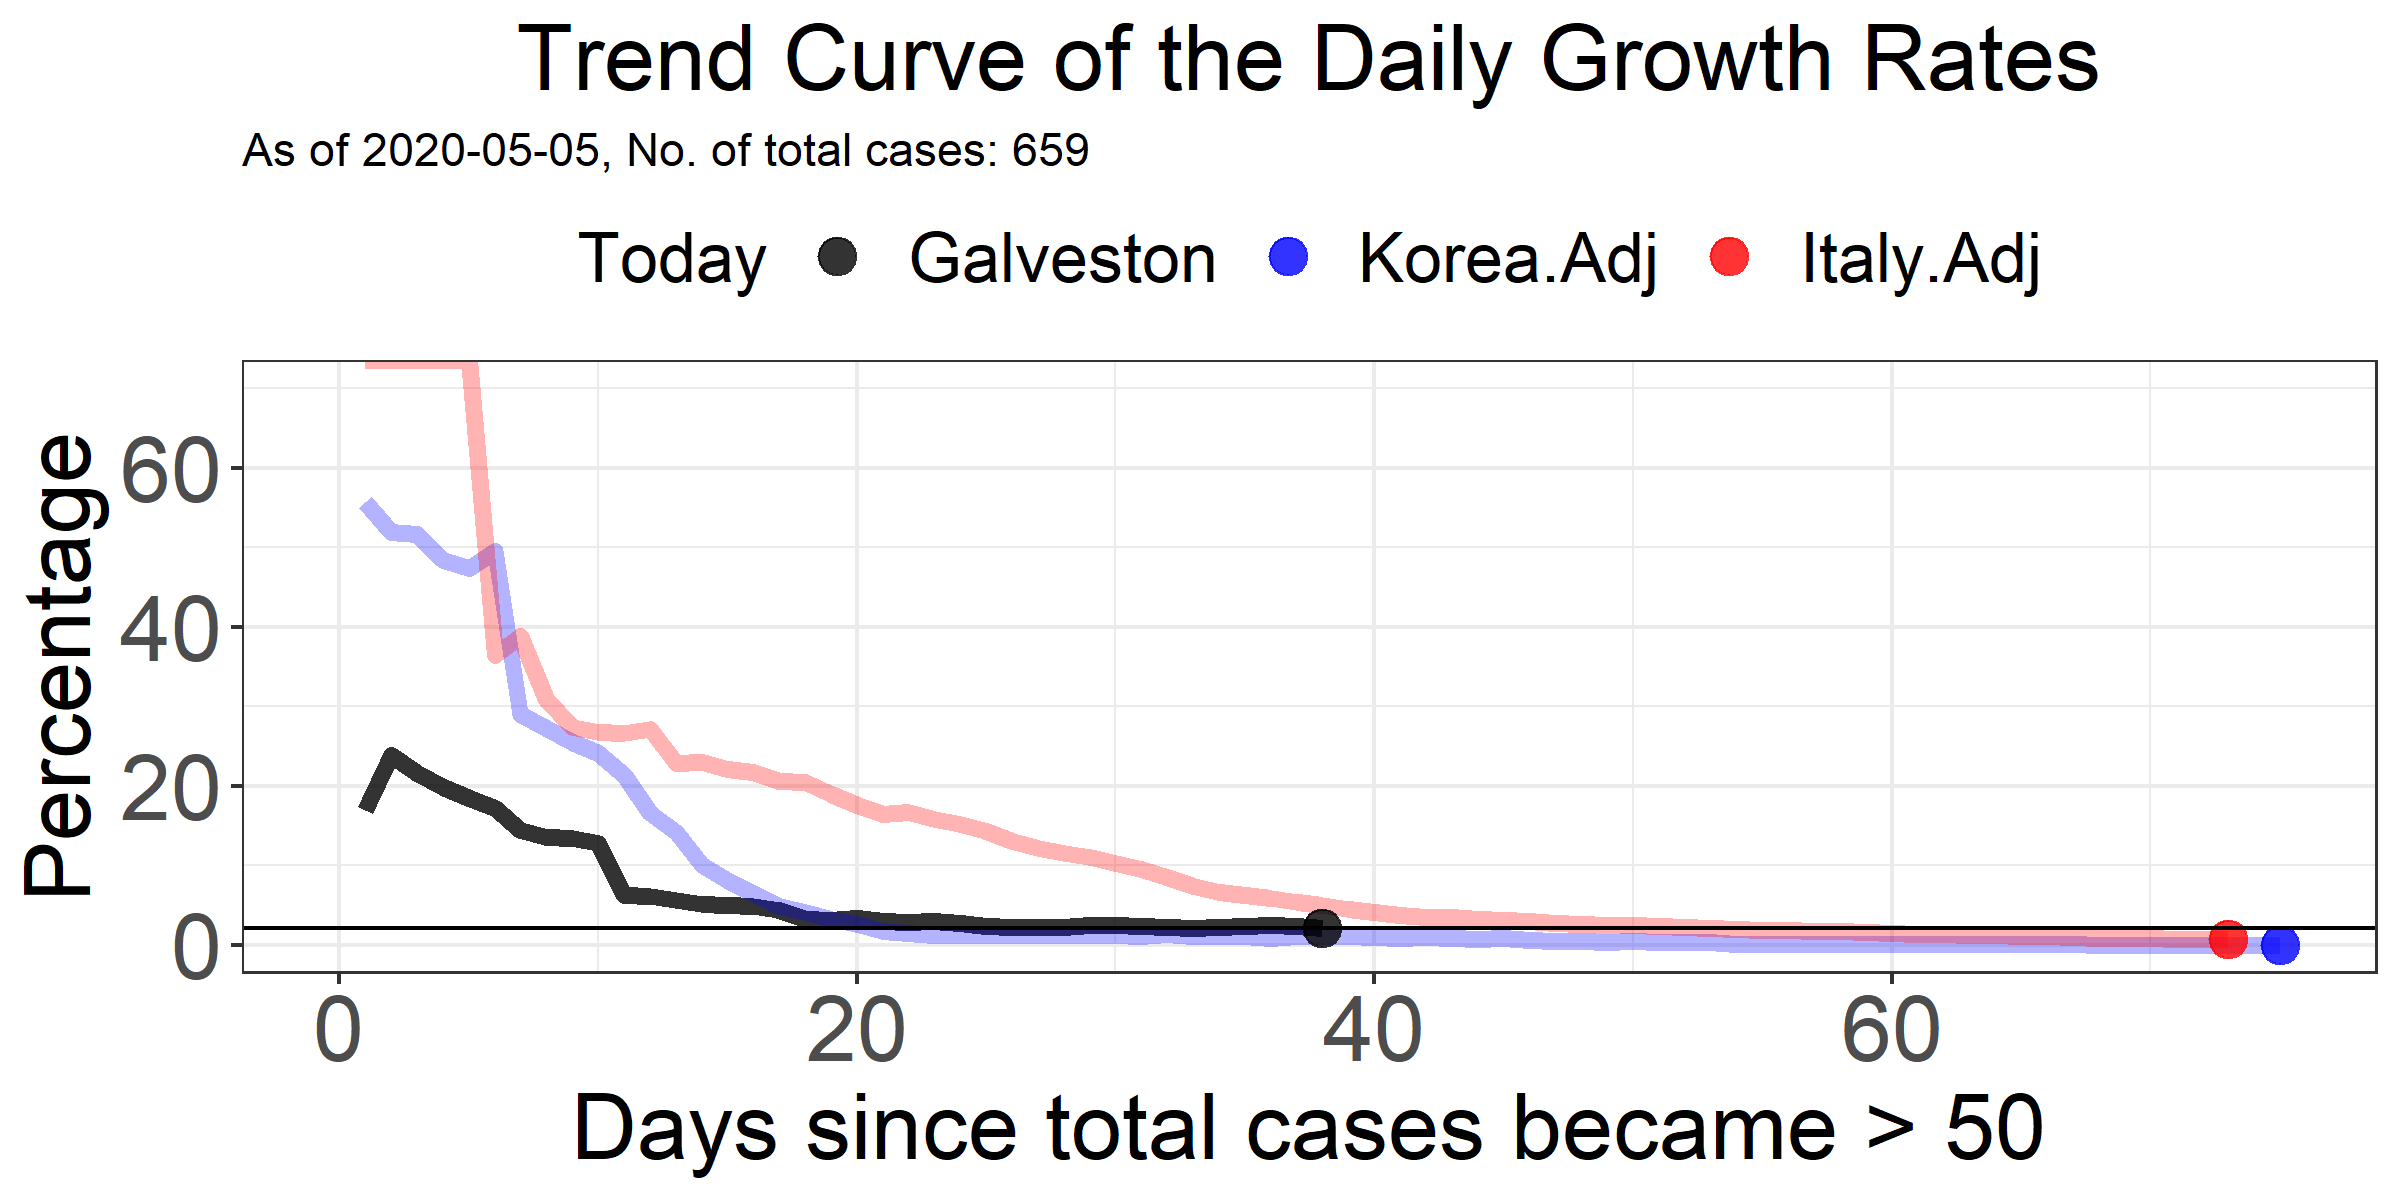 Trend Curve of the Daily Growth Rates
As of 2020-05-05, No. of total cases: 659
Today Galveston Korea.Adj Italy.Adj
Percentage
60
40
20
0
0 20 40 60
Days since total cases became > 50